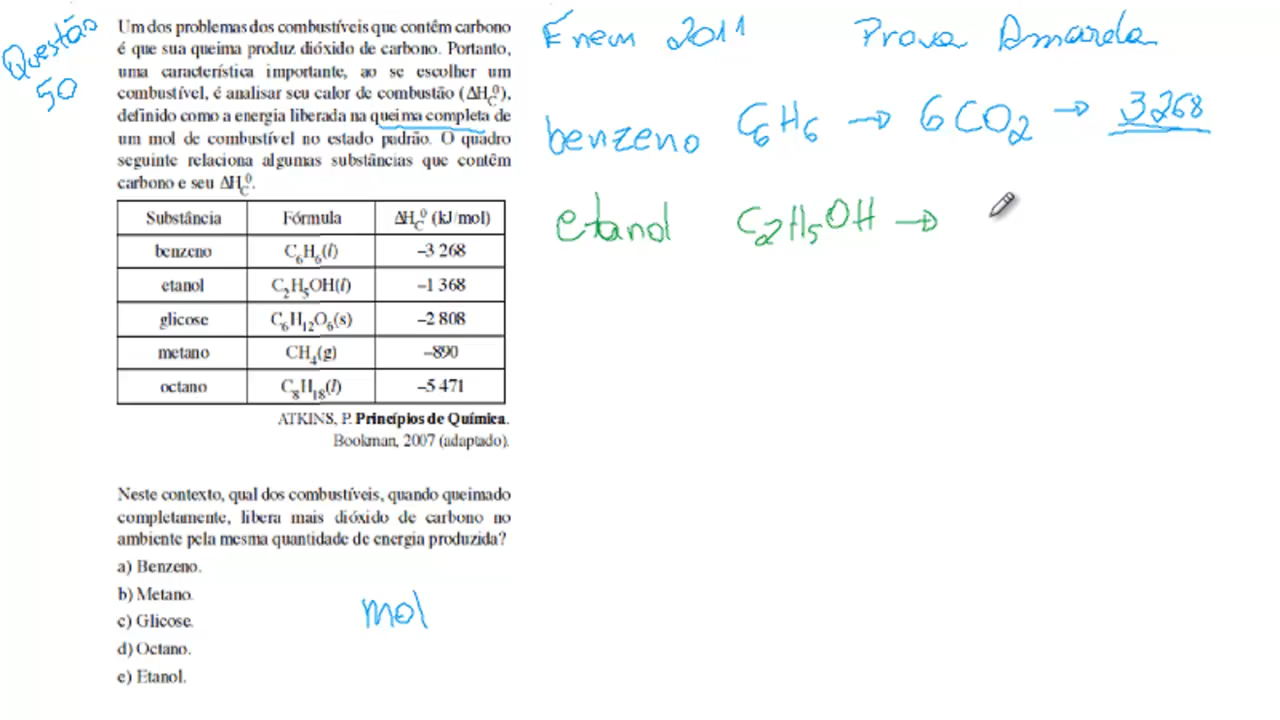 Questão
50
Um dos problemas dos combustíveis que contêm carbono
é que sua queima produz dióxido de carbono. Portanto,
uma característica importante, ao se escolher um
combustível, é analisar seu calor de combustão (ΔH_C^0),
definido como a energia liberada na queima completa de
um mol de combustível no estado padrão. O quadro
seguinte relaciona algumas substâncias que contêm
carbono e seu ΔH_C^0.
Substância Fórmula ΔH_C^0 (kJ/mol)
benzeno C6H6(l) –3 268
etanol C2H5OH(l) –1 368
glicose C6H12O6(s) –2 808
metano CH4(g) –890
octano C8H18(l) –5 471
ATKINS, P. Princípios de Química.
Bookman, 2007 (adaptado).
Neste contexto, qual dos combustíveis, quando queimado
completamente, libera mais dióxido de carbono no
ambiente pela mesma quantidade de energia produzida?
a) Benzeno.
b) Metano.
c) Glicose.
d) Octano.
e) Etanol.
mol
Enem 2011 Prova Amarela
benzeno C6H6 → 6CO2 → 3268
etanol C2H5OH →